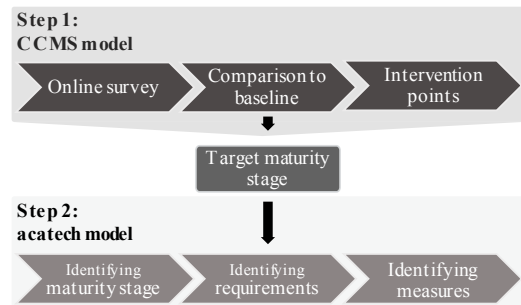 Step 1:
CCMS model
Online survey
Comparison to
baseline
Intervention
points
Target maturity
stage
Step 2:
acatech model
Identifying
maturity stage
Identifying
requirements
Identifying
measures